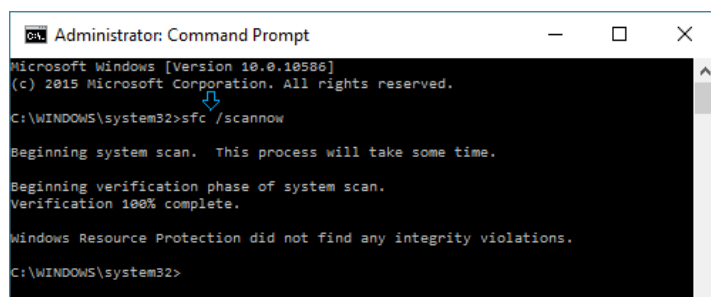 Administrator: Command Prompt
Microsoft Windows [Version 10.0.10586]
(c) 2015 Microsoft Corporation. All rights reserved.
C:\WINDOWS\system32>sfc /scannow
Beginning system scan.  This process will take some time.
Beginning verification phase of system scan.
Verification 100% complete.
Windows Resource Protection did not find any integrity violations.
C:\WINDOWS\system32>